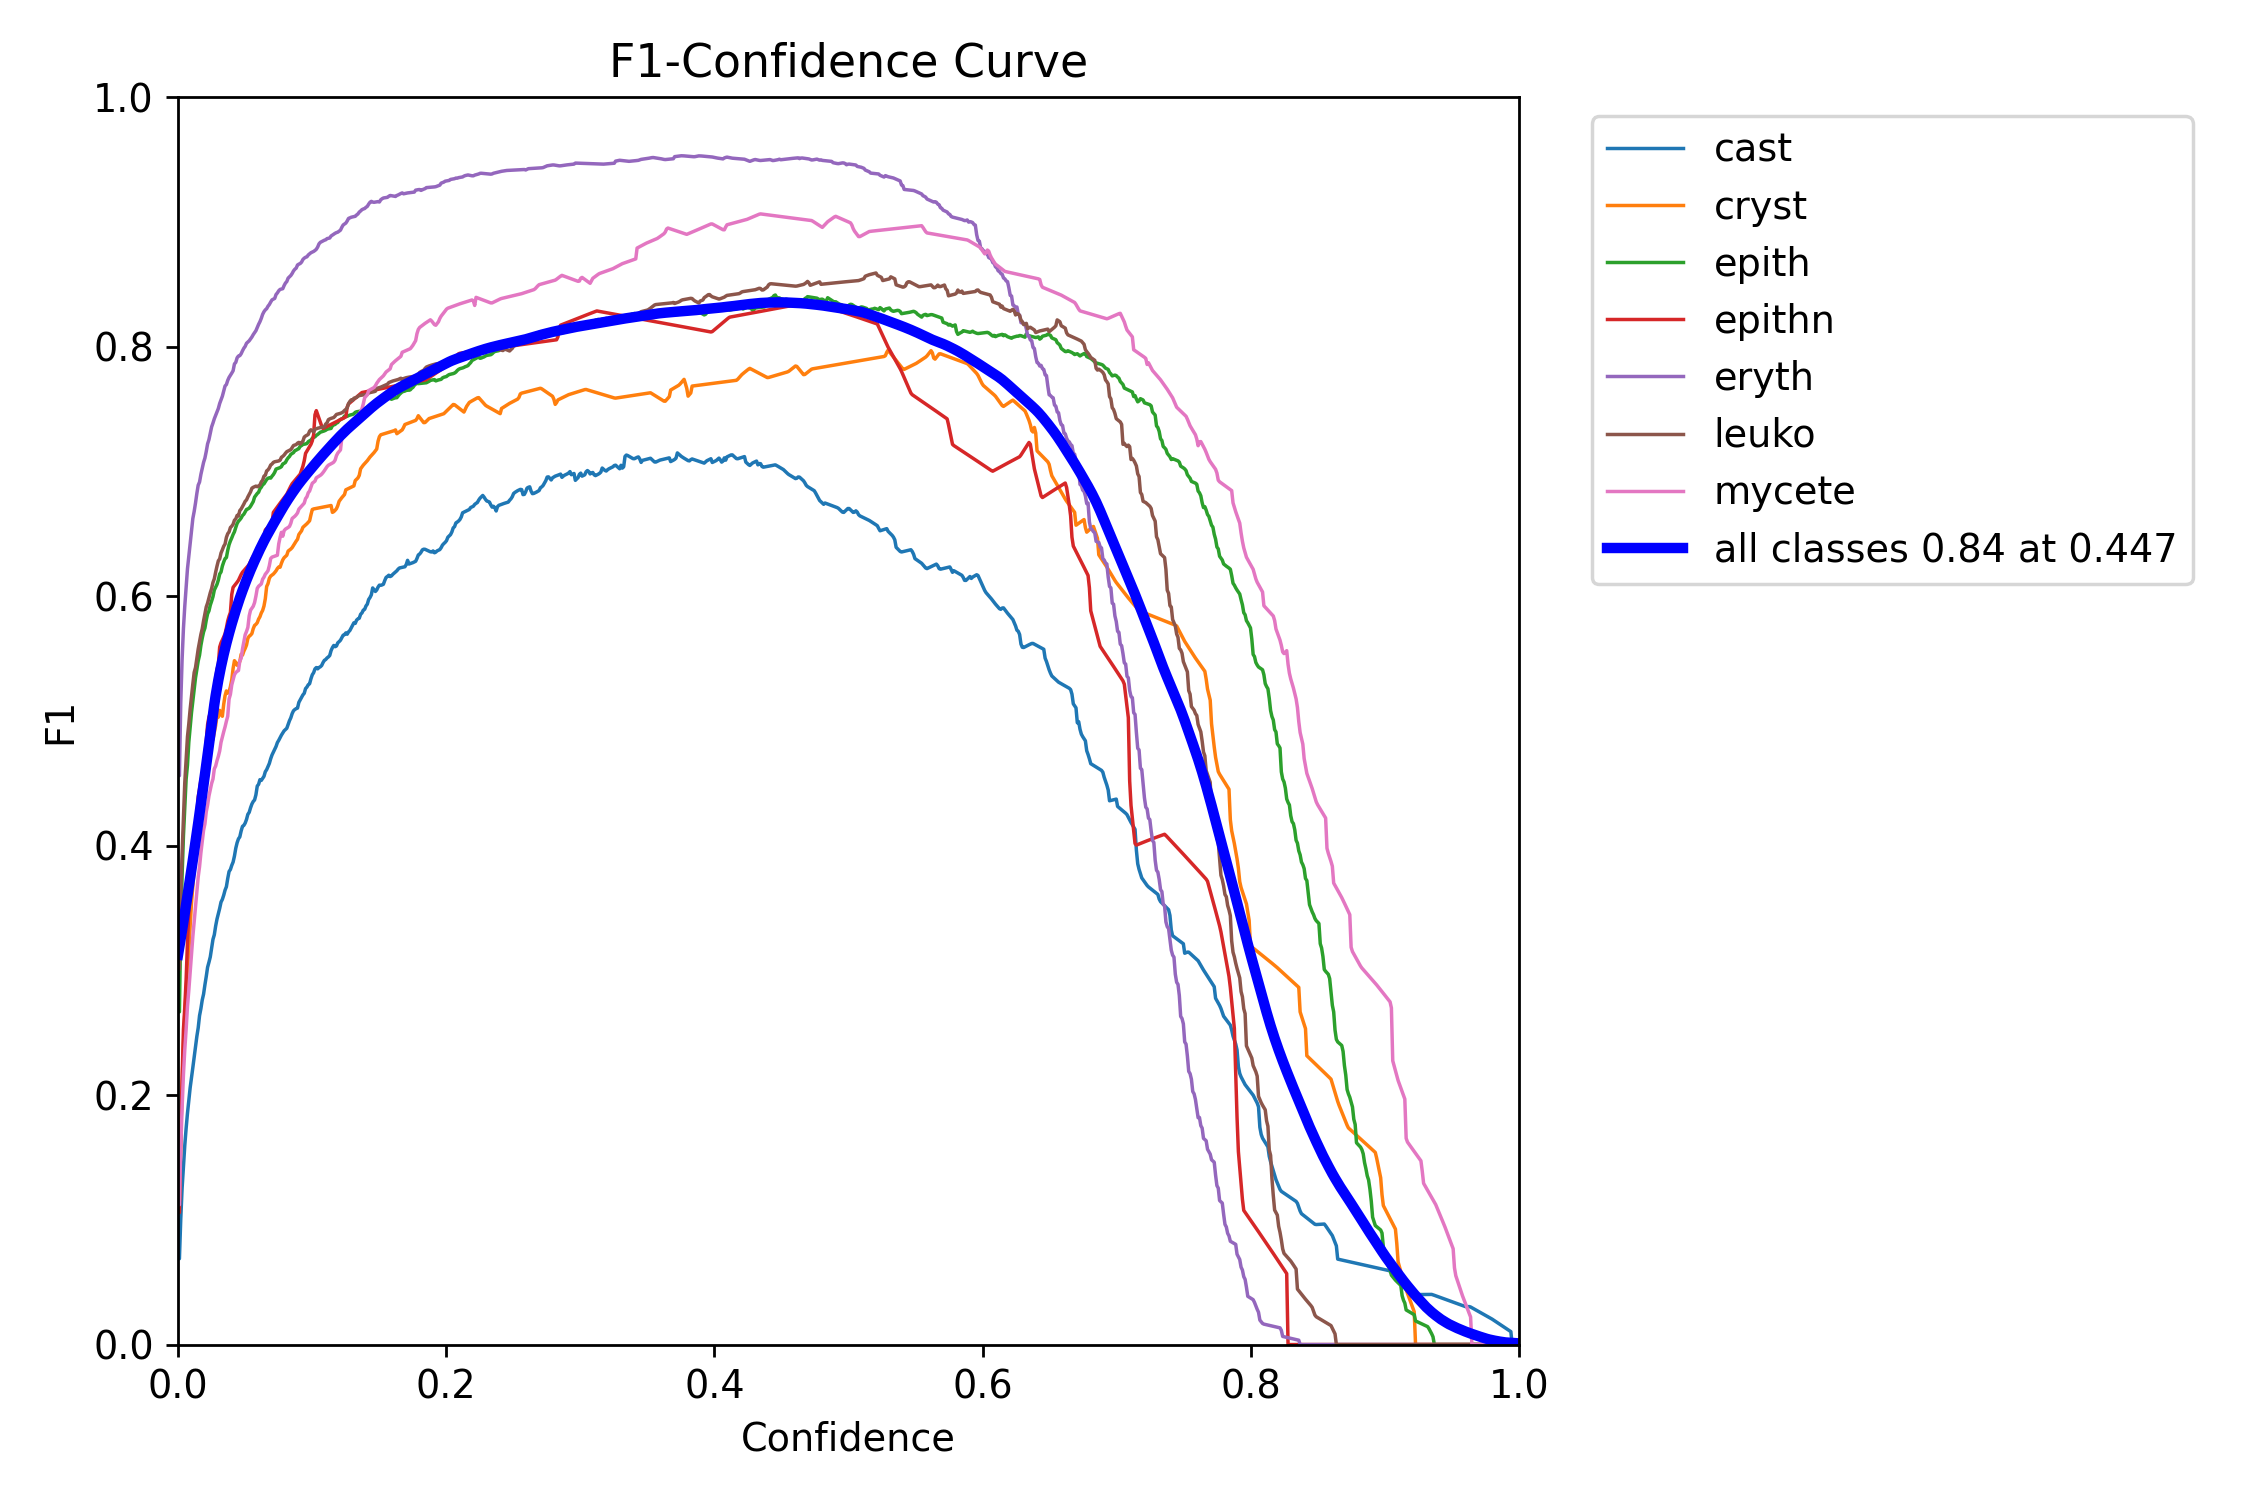 F1-Confidence Curve
1.0
0.8
0.6
0.4
0.2
0.0
F1
0.0 0.2 0.4 0.6 0.8 1.0
Confidence
cast
cryst
epith
epithn
eryth
leuko
mycete
all classes 0.84 at 0.447